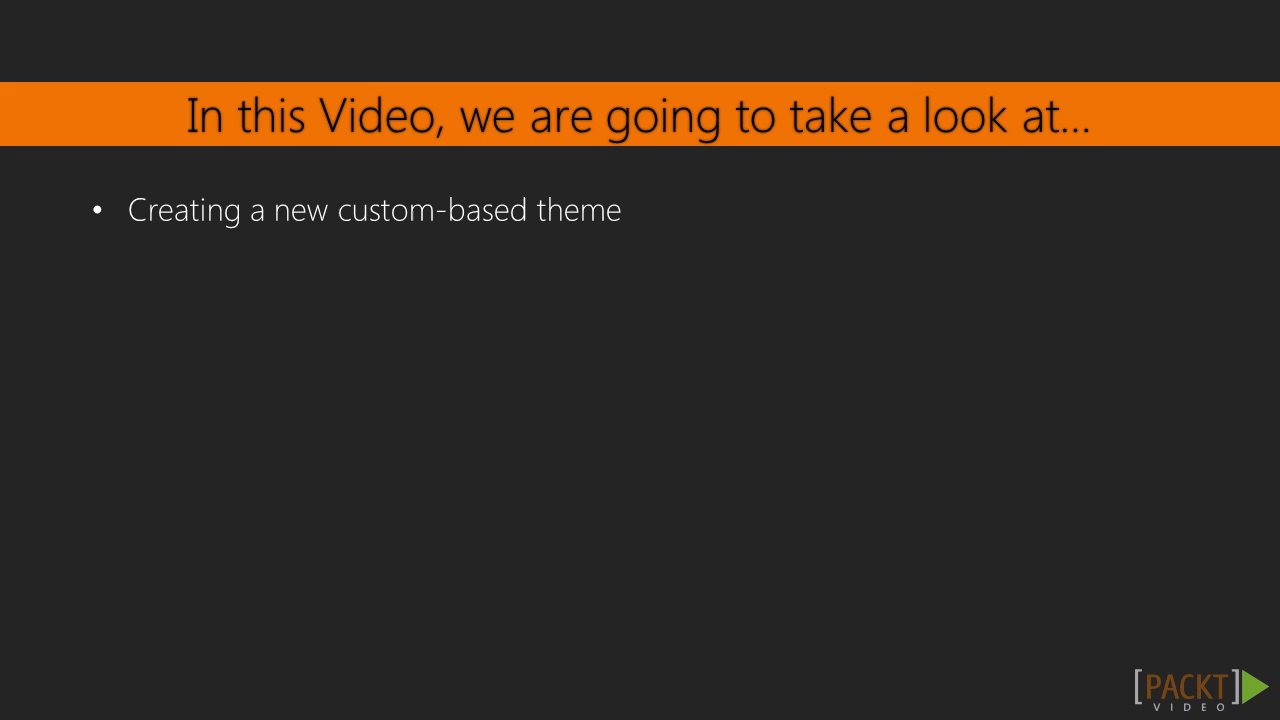 In this Video, we are going to take a look at...
• Creating a new custom-based theme
[PACKT]
VIDEO